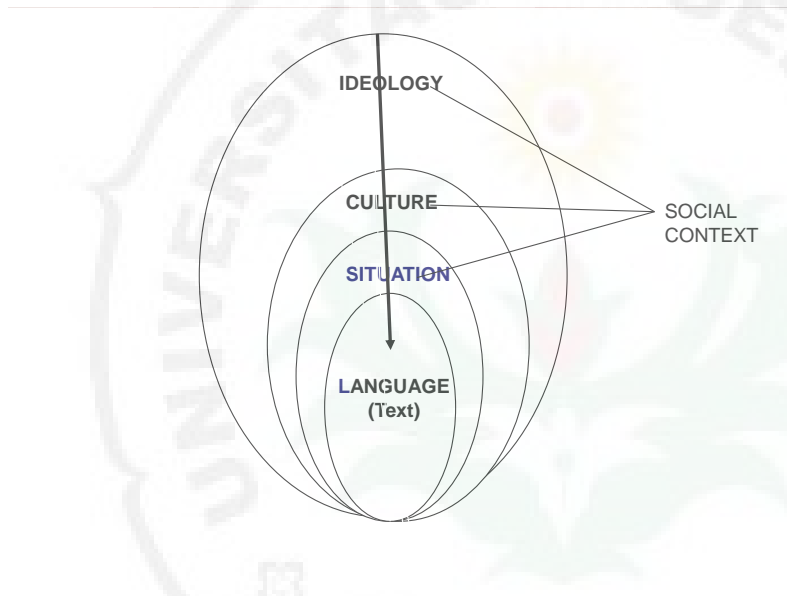 IDEOLOGY
CULTURE
SOCIAL
CONTEXT
SITUATION
LANGUAGE
(Text)